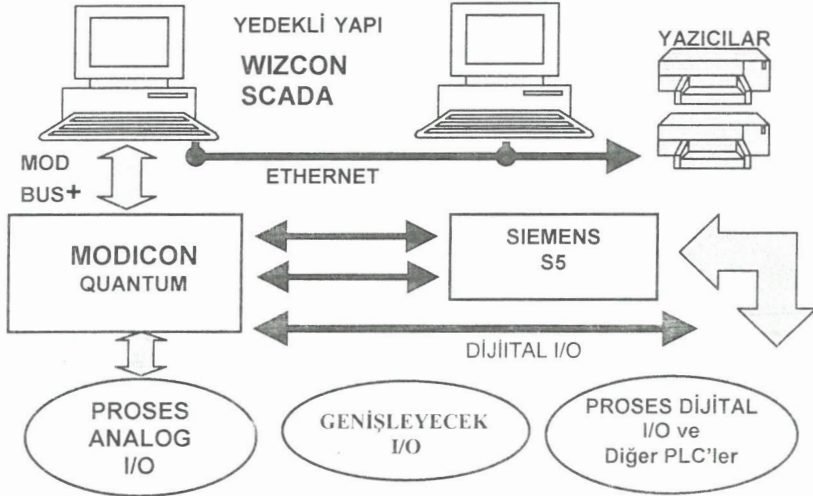 YEDEKLİ YAPI
WIZCON
SCADA
YAZICILAR
MOD
BUS+
ETHERNET
MODICON
QUANTUM
SIEMENS
S5
DİJİİTAL I/O
PROSES
ANALOG
I/O
GENİŞLEYECEK
I/O
PROSES DİJİTAL
I/O ve
Diğer PLC'ler